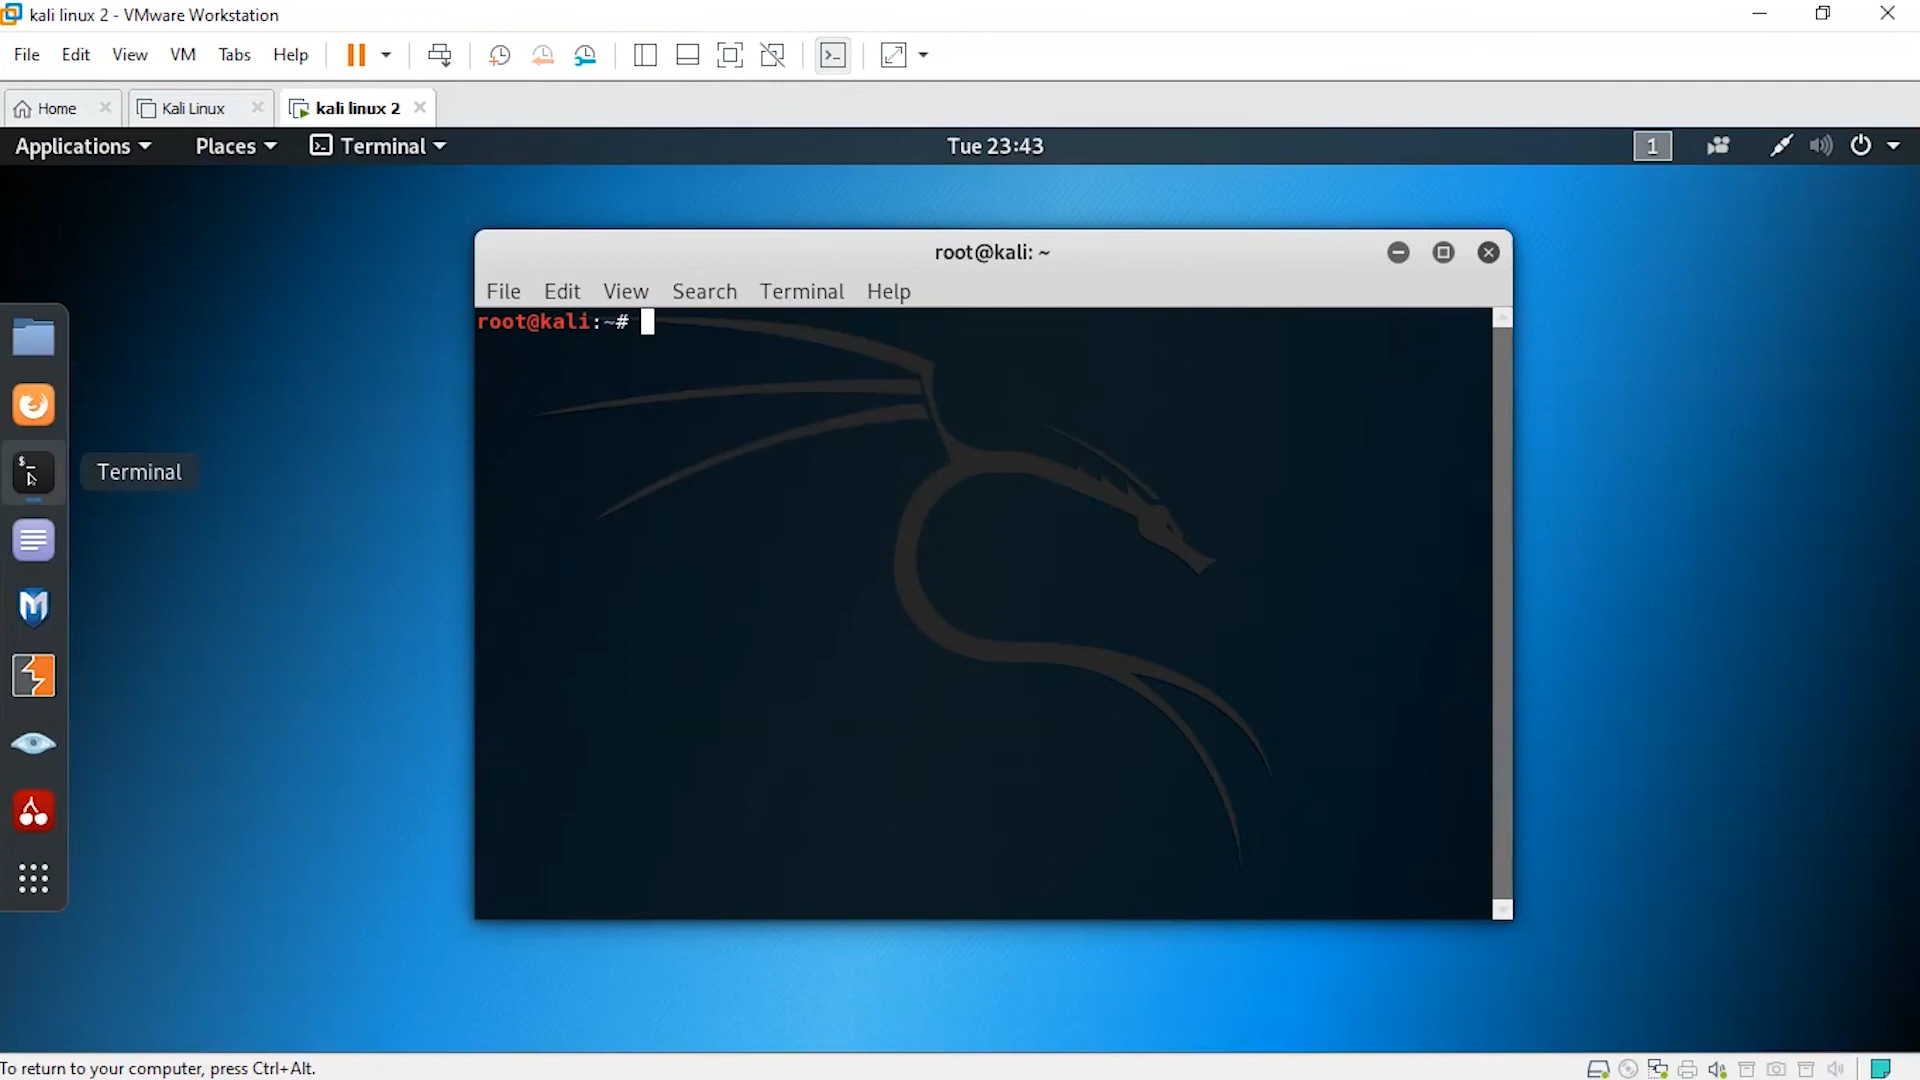 kali linux 2 - VMware Workstation
File Edit View VM Tabs Help
Home Kali Linux kali linux 2
Applications Places Terminal Tue 23:43 1
root@kali: ~
File Edit View Search Terminal Help
root@kali:~#
$_
Terminal
To return to your computer, press Ctrl+Alt.